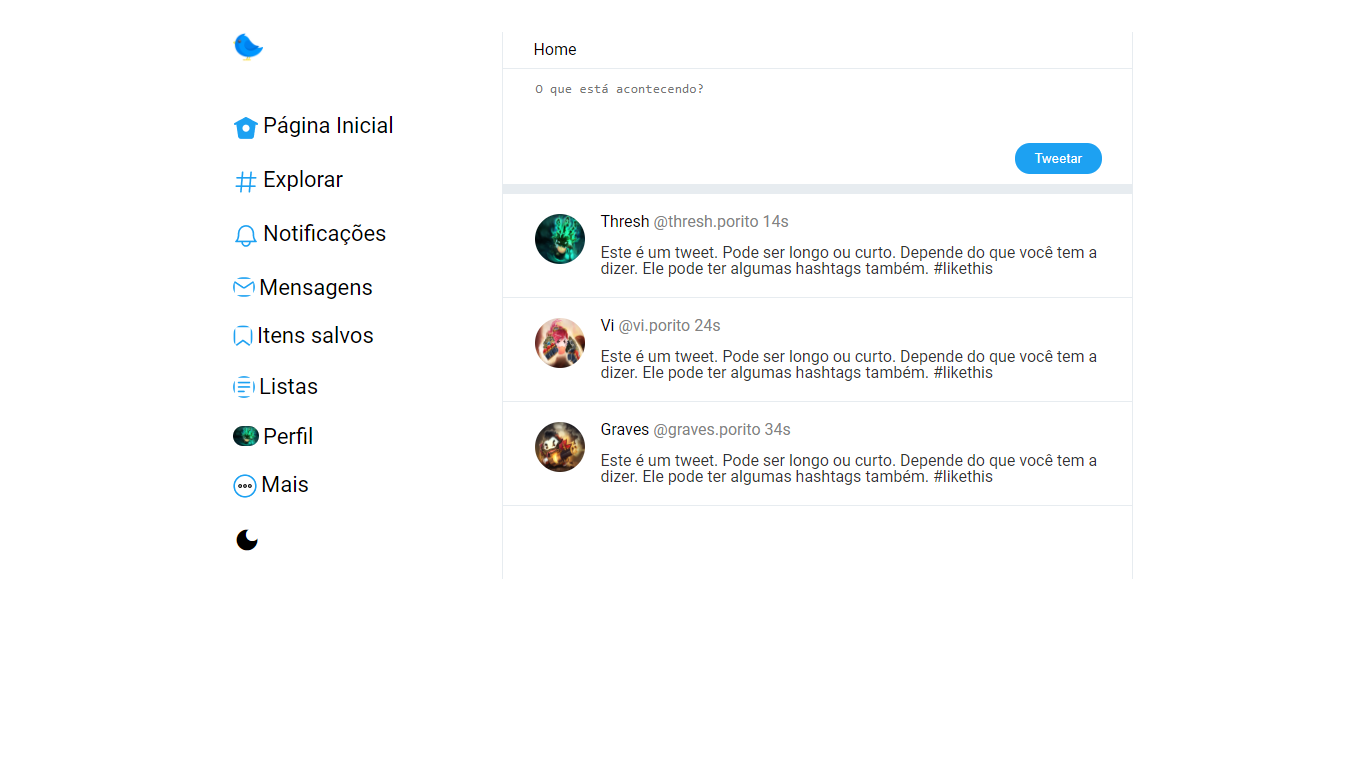 Página Inicial
Explorar
Notificações
Mensagens
Itens salvos
Listas
Perfil
Mais
Home
O que está acontecendo?
Tweetar
Thresh @thresh.porito 14s
Este é um tweet. Pode ser longo ou curto. Depende do que você tem a
dizer. Ele pode ter algumas hashtags também. #likethis
Vi @vi.porito 24s
Este é um tweet. Pode ser longo ou curto. Depende do que você tem a
dizer. Ele pode ter algumas hashtags também. #likethis
Graves @graves.porito 34s
Este é um tweet. Pode ser longo ou curto. Depende do que você tem a
dizer. Ele pode ter algumas hashtags também. #likethis